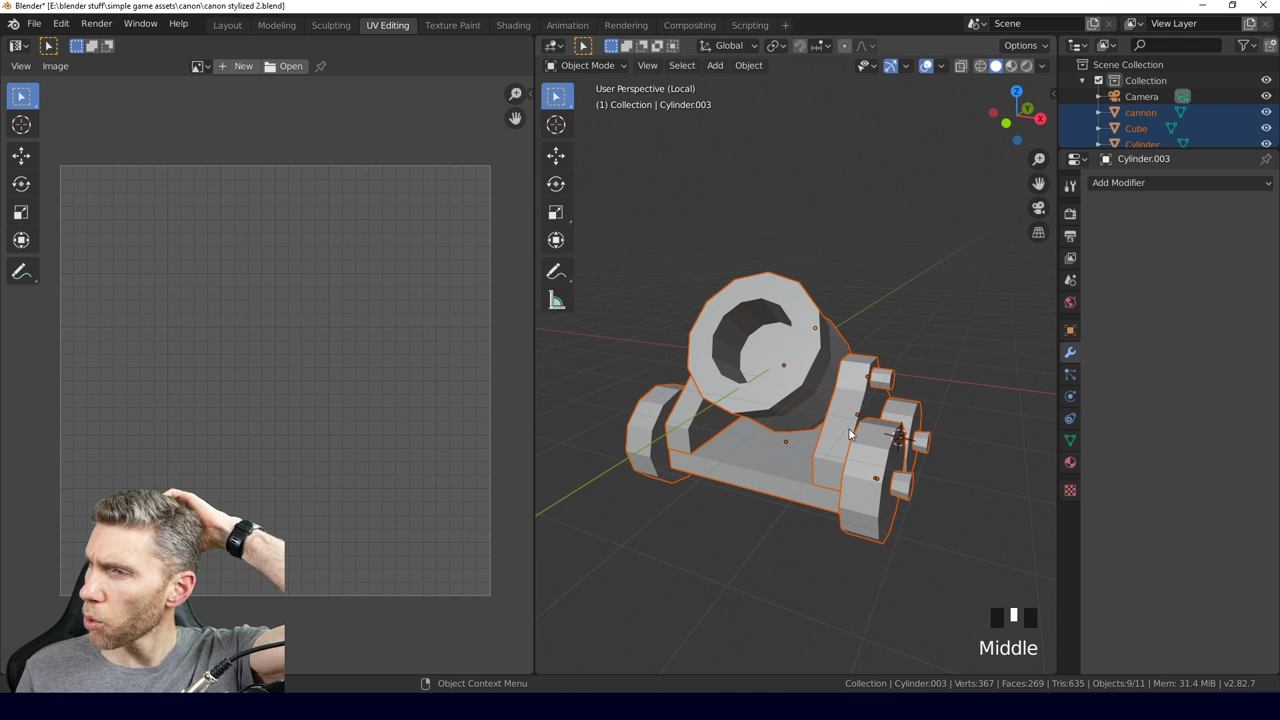 Blender* [E:\blender stuff\simple game assets\canon\canon stylized 2.blend]
File Edit Render Window Help Layout Modeling Sculpting UV Editing Texture Paint Shading Animation Rendering Compositing Scripting + Scene View Layer
Global Options
View Image New Open Object Mode View Select Add Object
Scene Collection
Collection
Camera
cannon
Cube
Cylinder
User Perspective (Local)
(1) Collection | Cylinder.003
Z
Y
X
Cylinder.003
Add Modifier
Middle
Object Context Menu
Collection | Cylinder.003 | Verts:367 | Faces:269 | Tris:635 | Objects:9/11 | Mem: 31.4 MiB | v2.82.7